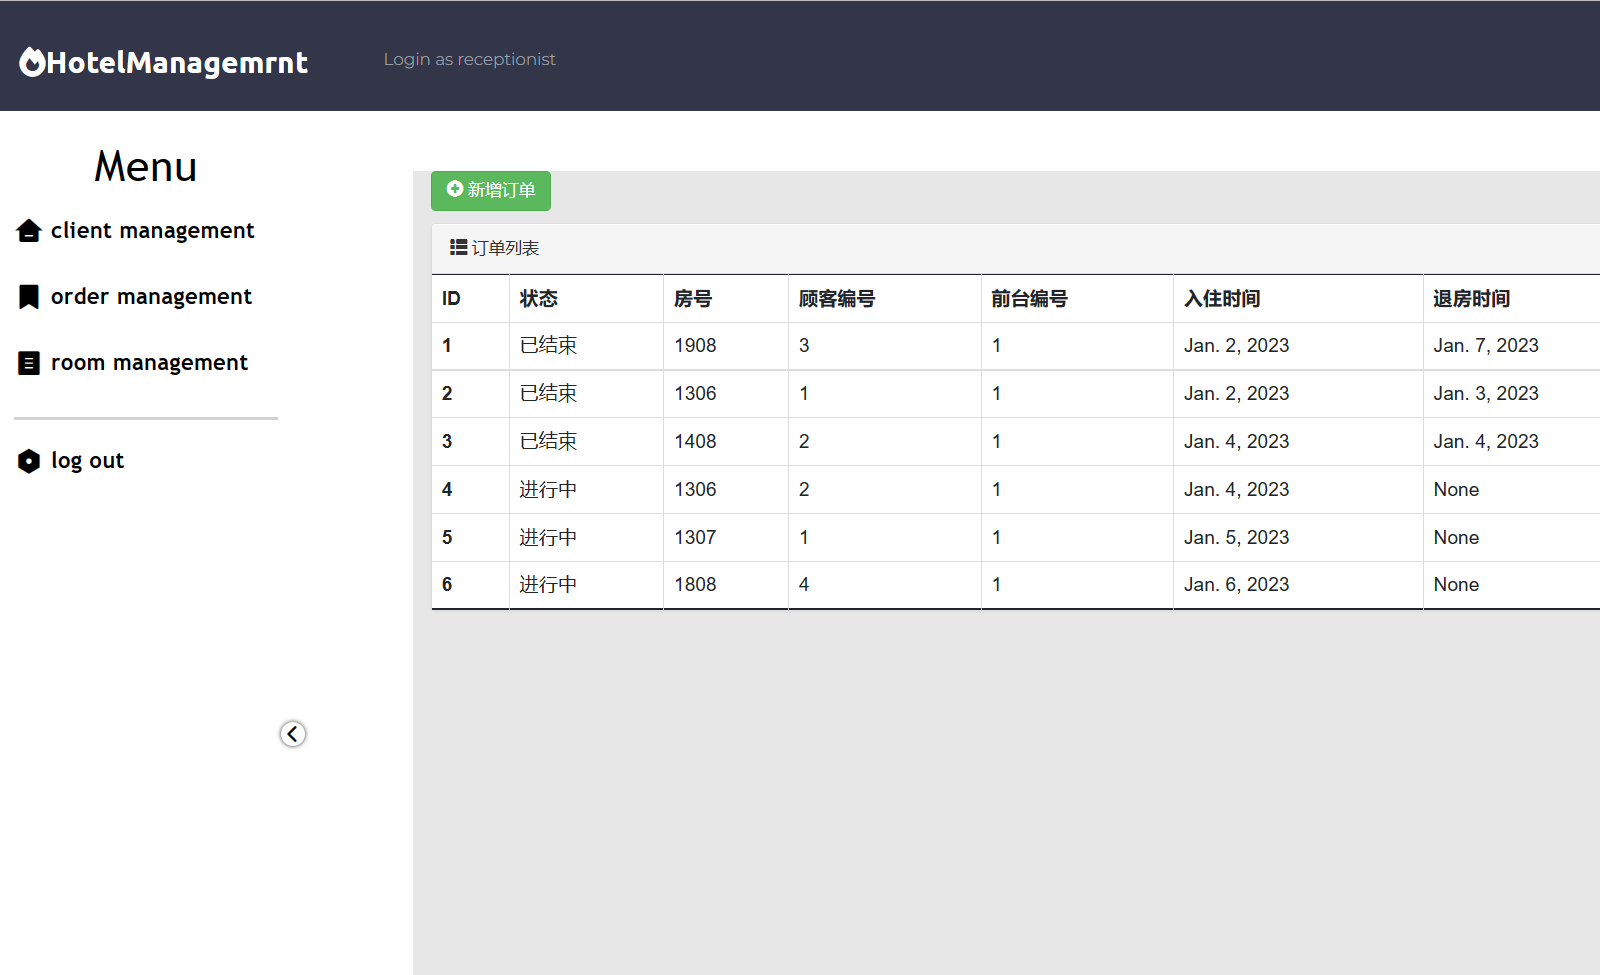 HotelManagemrnt
Login as receptionist
Menu
client management
order management
room management
log out
新增订单
订单列表
ID 状态 房号 顾客编号 前台编号 入住时间 退房时间
1 已结束 1908 3 1 Jan. 2, 2023 Jan. 7, 2023
2 已结束 1306 1 1 Jan. 2, 2023 Jan. 3, 2023
3 已结束 1408 2 1 Jan. 4, 2023 Jan. 4, 2023
4 进行中 1306 2 1 Jan. 4, 2023 None
5 进行中 1307 1 1 Jan. 5, 2023 None
6 进行中 1808 4 1 Jan. 6, 2023 None